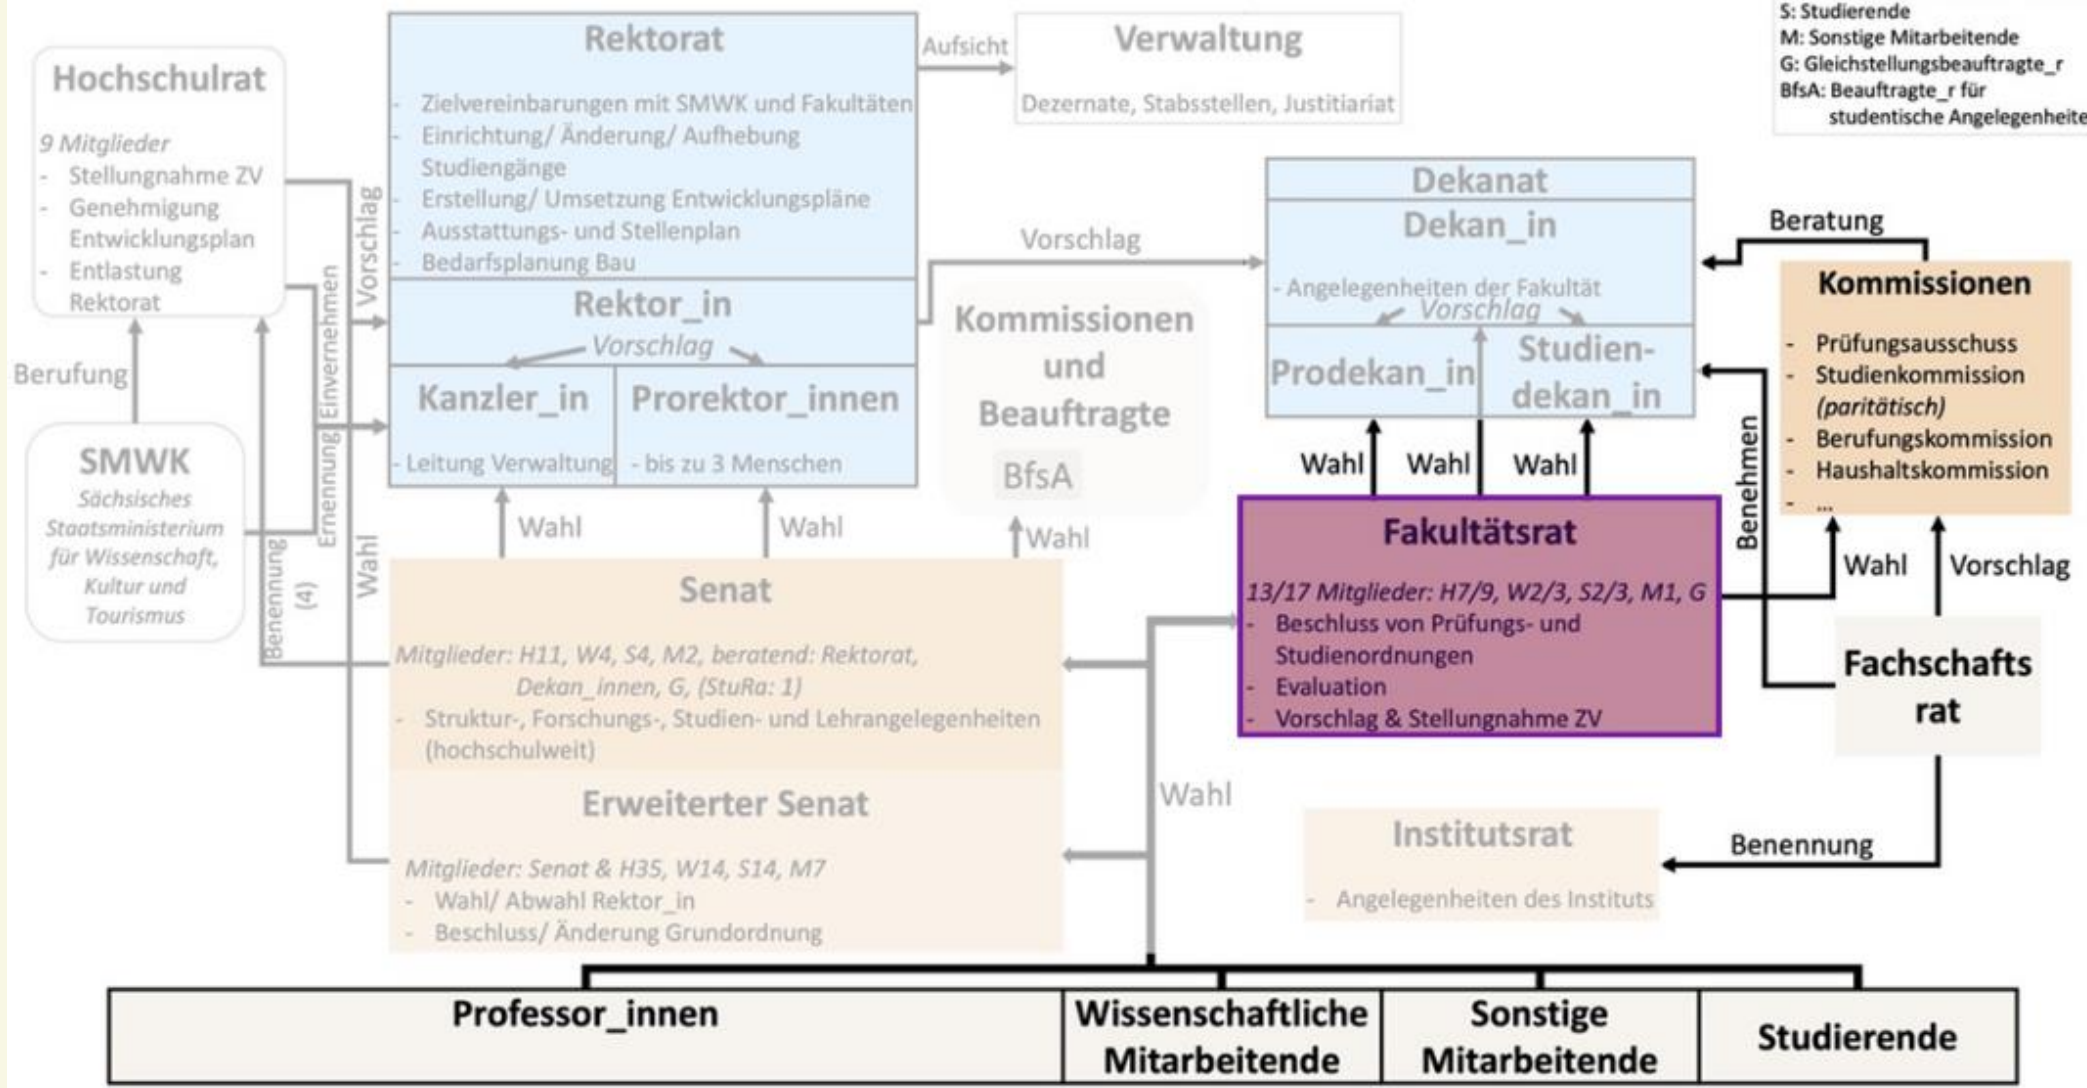 S: Studierende
M: Sonstige Mitarbeitende
G: Gleichstellungsbeauftragte_r
BfsA: Beauftragte_r für
studentische Angelegenheite
Hochschulrat
9 Mitglieder
- Stellungnahme ZV
- Genehmigung
Entwicklungsplan
- Entlastung
Rektorat
Berufung
SMWK
Sächsisches
Staatsministerium
für Wissenschaft,
Kultur und
Tourismus
Benennung
(4)
Ernennung
Einvernehmen
Vorschlag
Wahl
Rektorat
- Zielvereinbarungen mit SMWK und Fakultäten
- Einrichtung/ Änderung/ Aufhebung
Studiengänge
- Erstellung/ Umsetzung Entwicklungspläne
- Ausstattungs- und Stellenplan
- Bedarfsplanung Bau
Rektor_in
Vorschlag
Kanzler_in
- Leitung Verwaltung
Prorektor_innen
- bis zu 3 Menschen
Wahl
Wahl
Wahl
Aufsicht
Verwaltung
Dezernate, Stabsstellen, Justitiariat
Vorschlag
Kommissionen
und
Beauftragte
BfsA
Senat
Mitglieder: H11, W4, S4, M2, beratend: Rektorat,
Dekan_innen, G, (StuRa: 1)
- Struktur-, Forschungs-, Studien- und Lehrangelegenheiten
(hochschulweit)
Erweiterter Senat
Mitglieder: Senat & H35, W14, S14, M7
- Wahl/ Abwahl Rektor_in
- Beschluss/ Änderung Grundordnung
Wahl
Dekanat
Dekan_in
- Angelegenheiten der Fakultät
Vorschlag
Prodekan_in
Studien-
dekan_in
Wahl
Wahl
Wahl
Fakultätsrat
13/17 Mitglieder: H7/9, W2/3, S2/3, M1, G
- Beschluss von Prüfungs- und
Studienordnungen
- Evaluation
- Vorschlag & Stellungnahme ZV
Beratung
Kommissionen
- Prüfungsausschuss
- Studienkommission
(paritätisch)
- Berufungskommission
- Haushaltskommission
- ...
Benehmen
Wahl
Vorschlag
Fachschafts
rat
Benennung
Institutsrat
- Angelegenheiten des Instituts
Professor_innen
Wissenschaftliche
Mitarbeitende
Sonstige
Mitarbeitende
Studierende